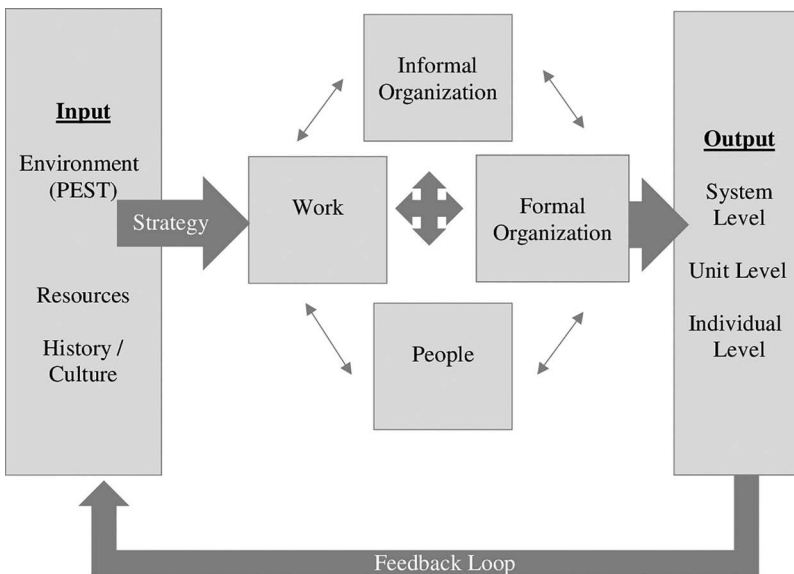 Input
Environment
(PEST)
Resources
History /
Culture
Strategy
Informal
Organization
Work
Formal
Organization
People
Output
System
Level
Unit Level
Individual
Level
Feedback Loop